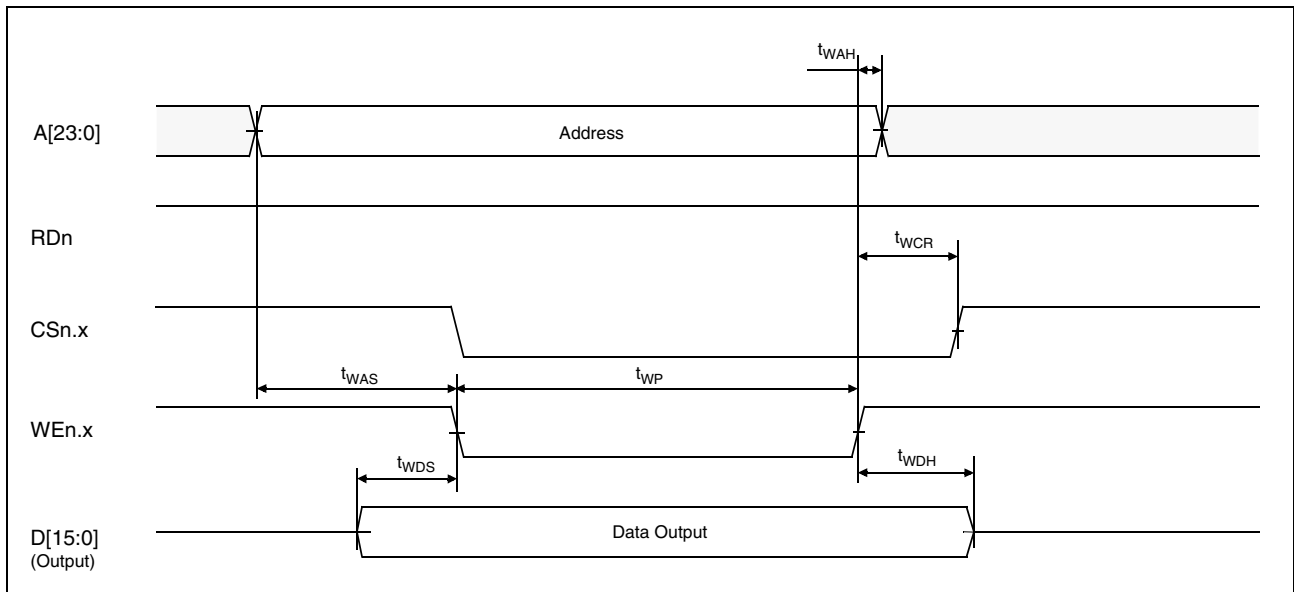 tWAH
A[23:0]
Address
RDn
tWCR
CSn.x
tWAS
tWP
WEn.x
tWDS
tWDH
D[15:0]
(Output)
Data Output